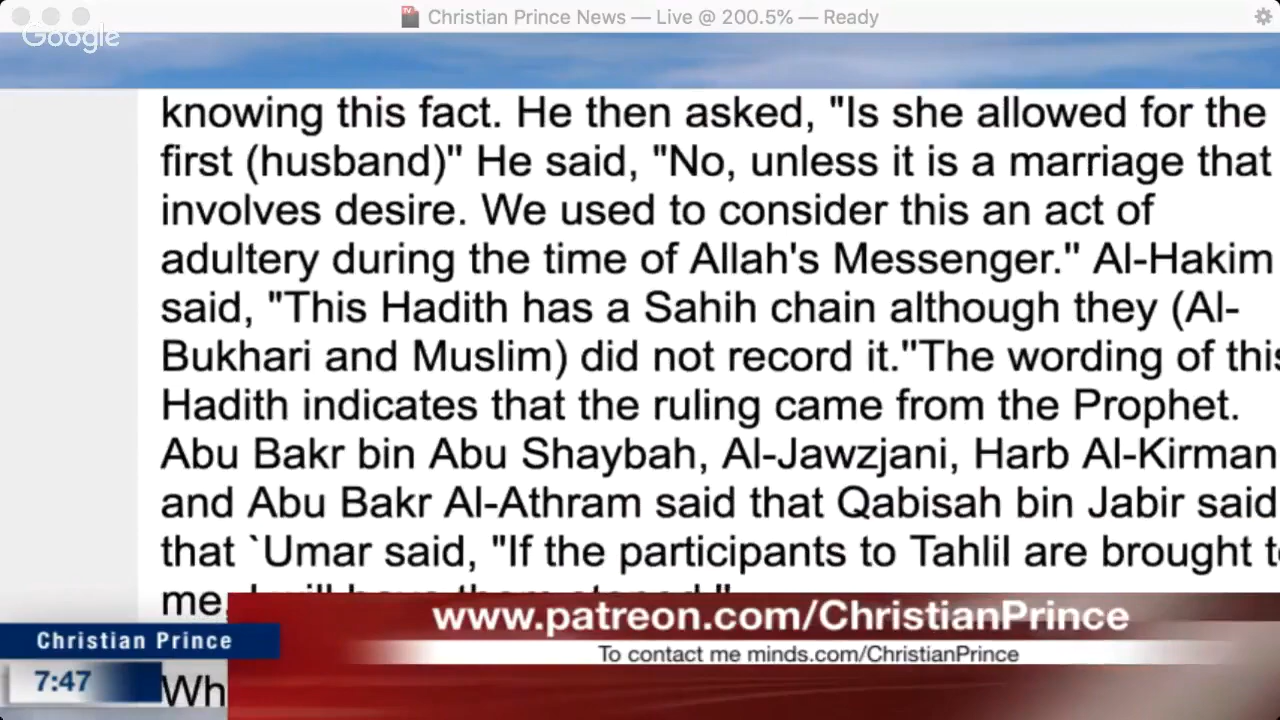 Christian Prince News — Live @ 200.5% — Ready
Google
knowing this fact. He then asked, "Is she allowed for the
first (husband)'' He said, "No, unless it is a marriage that
involves desire. We used to consider this an act of
adultery during the time of Allah's Messenger.'' Al-Hakim
said, "This Hadith has a Sahih chain although they (Al-
Bukhari and Muslim) did not record it.''The wording of this
Hadith indicates that the ruling came from the Prophet.
Abu Bakr bin Abu Shaybah, Al-Jawzjani, Harb Al-Kirman
and Abu Bakr Al-Athram said that Qabisah bin Jabir said
that `Umar said, "If the participants to Tahlil are brought t
me, I will have them stoned.''
www.patreon.com/ChristianPrince
To contact me minds.com/ChristianPrince
Christian Prince
7:47
Wh